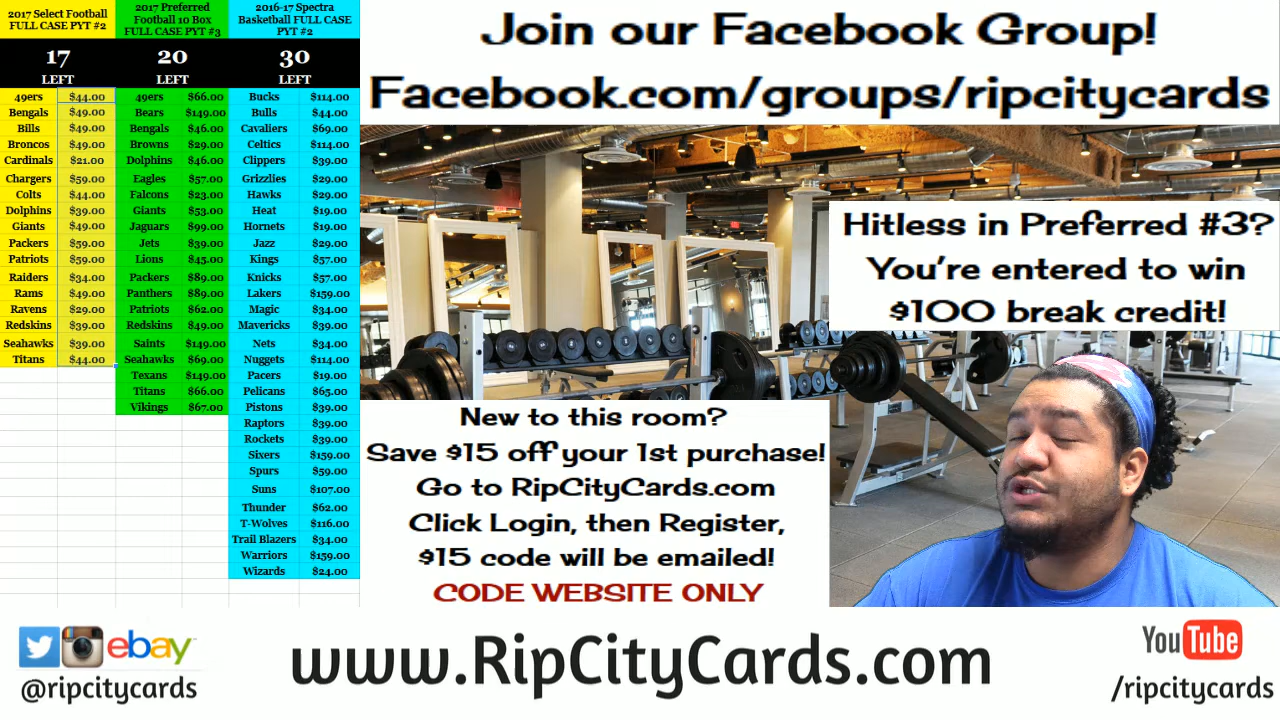 2017 Select Football
FULL CASE PYT #2
17
LEFT
49ers $44.00
Bengals $49.00
Bills $49.00
Broncos $49.00
Cardinals $21.00
Chargers $59.00
Colts $44.00
Dolphins $39.00
Giants $49.00
Packers $59.00
Patriots $59.00
Raiders $34.00
Rams $49.00
Ravens $29.00
Redskins $39.00
Seahawks $39.00
Titans $44.00
2017 Preferred
Football 10 Box
FULL CASE PYT #3
20
LEFT
49ers $66.00
Bears $149.00
Bengals $46.00
Browns $29.00
Dolphins $46.00
Eagles $57.00
Falcons $23.00
Giants $53.00
Jaguars $99.00
Jets $39.00
Lions $45.00
Packers $89.00
Panthers $89.00
Patriots $62.00
Redskins $49.00
Saints $149.00
Seahawks $69.00
Texans $149.00
Titans $66.00
Vikings $67.00
2016-17 Spectra
Basketball FULL CASE
PYT #2
30
LEFT
Bucks $114.00
Bulls $44.00
Cavaliers $69.00
Celtics $114.00
Clippers $39.00
Grizzlies $29.00
Hawks $29.00
Heat $19.00
Hornets $19.00
Jazz $29.00
Kings $57.00
Knicks $57.00
Lakers $159.00
Magic $34.00
Mavericks $39.00
Nets $34.00
Nuggets $114.00
Pacers $19.00
Pelicans $65.00
Pistons $39.00
Raptors $39.00
Rockets $39.00
Sixers $159.00
Spurs $59.00
Suns $107.00
Thunder $62.00
T-Wolves $116.00
Trail Blazers $34.00
Warriors $159.00
Wizards $24.00
Join our Facebook Group!
Facebook.com/groups/ripcitycards
Hitless in Preferred #3?
You're entered to win
$100 break credit!
New to this room?
Save $15 off your 1st purchase!
Go to RipCityCards.com
Click Login, then Register,
$15 code will be emailed!
CODE WEBSITE ONLY
ebay
@ripcitycards
www.RipCityCards.com
YouTube
/ripcitycards